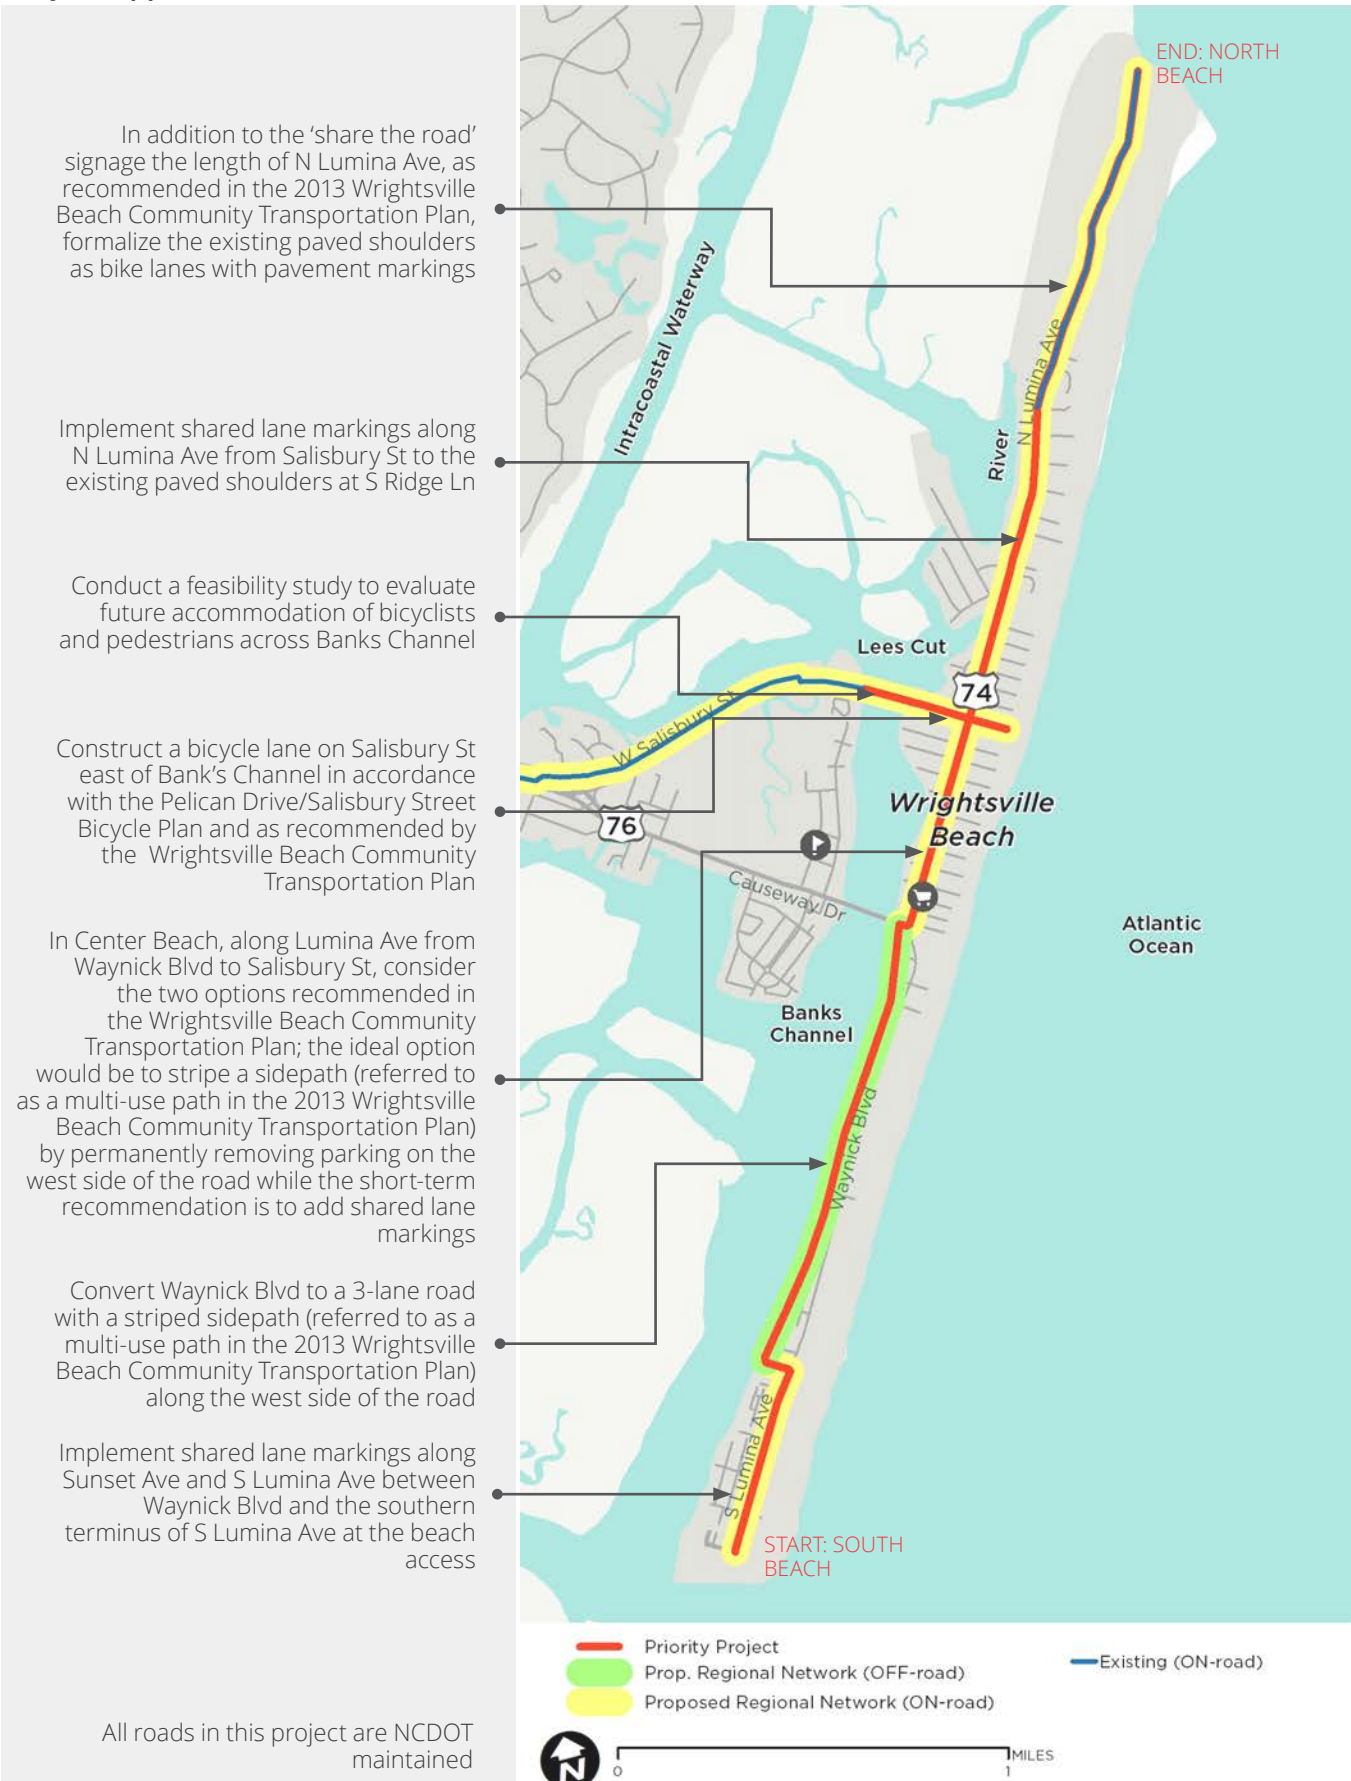 In addition to the ‘share the road’
signage the length of N Lumina Ave, as
recommended in the 2013 Wrightsville
Beach Community Transportation Plan,
formalize the existing paved shoulders
as bike lanes with pavement markings
Implement shared lane markings along
N Lumina Ave from Salisbury St to the
existing paved shoulders at S Ridge Ln
Conduct a feasibility study to evaluate
future accommodation of bicyclists
and pedestrians across Banks Channel
Construct a bicycle lane on Salisbury St
east of Bank’s Channel in accordance
with the Pelican Drive/Salisbury Street
Bicycle Plan and as recommended by
the Wrightsville Beach Community
Transportation Plan
In Center Beach, along Lumina Ave from
Waynick Blvd to Salisbury St, consider
the two options recommended in
the Wrightsville Beach Community
Transportation Plan; the ideal option
would be to stripe a sidepath (referred to
as a multi-use path in the 2013 Wrightsville
Beach Community Transportation Plan)
by permanently removing parking on the
west side of the road while the short-term
recommendation is to add shared lane
markings
Convert Waynick Blvd to a 3-lane road
with a striped sidepath (referred to as a
multi-use path in the 2013 Wrightsville
Beach Community Transportation Plan)
along the west side of the road
Implement shared lane markings along
Sunset Ave and S Lumina Ave between
Waynick Blvd and the southern
terminus of S Lumina Ave at the beach
access
All roads in this project are NCDOT
maintained
END: NORTH
BEACH
Intracoastal Waterway
N Lumina Ave
River
Lees Cut
74
W Salisbury St
76
Wrightsville
Beach
Causeway Dr
Atlantic
Ocean
Banks
Channel
Waynick Blvd
S Lumina Ave
START: SOUTH
BEACH
Priority Project
Prop. Regional Network (OFF-road)
Proposed Regional Network (ON-road)
Existing (ON-road)
N
MILES
0
1